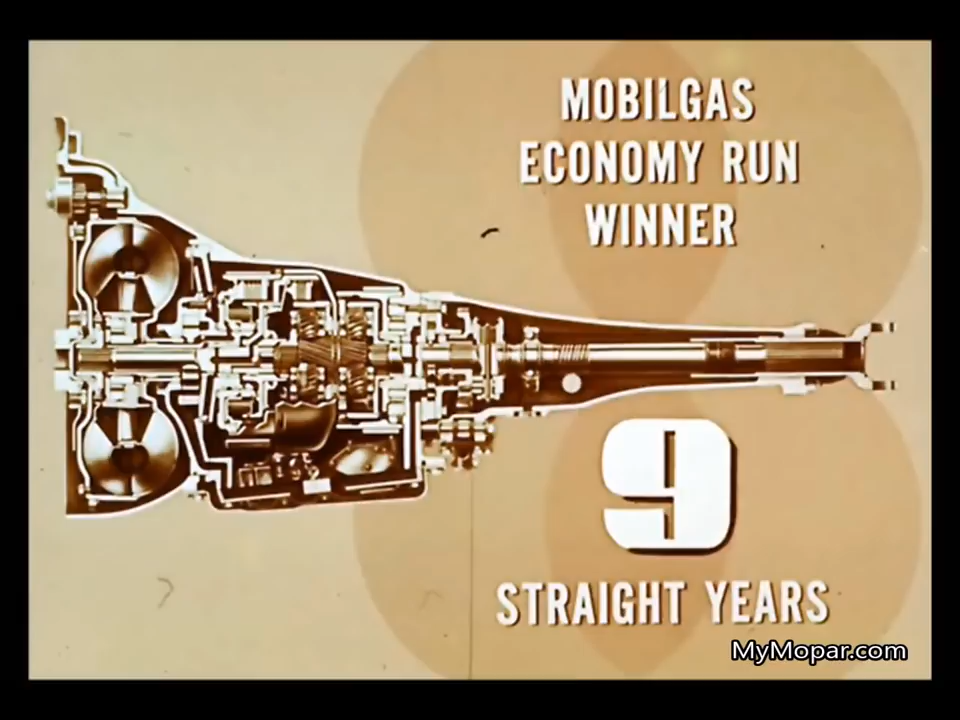 MOBILGAS
ECONOMY RUN
WINNER
9
STRAIGHT YEARS
MyMopar.com